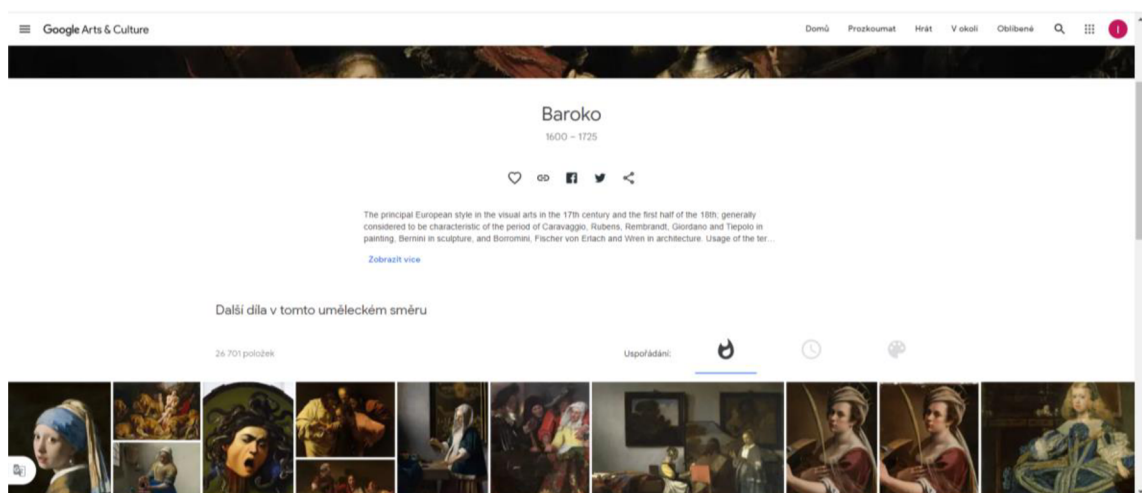 Google Arts & Culture
Domů Prozkoumat Hrát V okolí Oblíbené
I
Baroko
1600 – 1725
The principal European style in the visual arts in the 17th century and the first half of the 18th, generally
considered to be characteristic of the period of Caravaggio, Rubens, Rembrandt, Giordano and Tiepolo in
painting, Bernini in sculpture, and Borromini, Fischer von Erlach and Wren in architecture. Usage of the ter...
Zobrazit více
Další díla v tomto uměleckém směru
26 701 položek
Uspořádání: